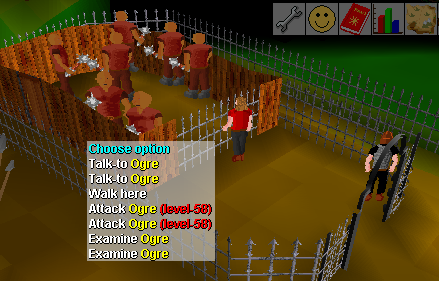 Choose option
Talk-to Ogre
Talk-to Ogre
Walk here
Attack Ogre (level-58)
Attack Ogre (level-58)
Examine Ogre
Examine Ogre